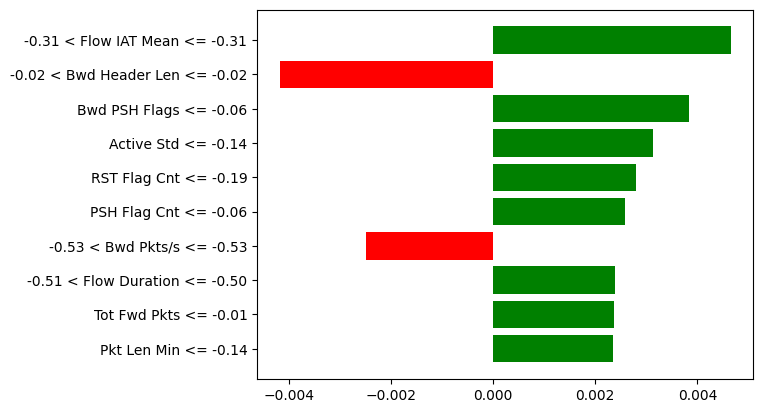 -0.31 < Flow IAT Mean <= -0.31
-0.02 < Bwd Header Len <= -0.02
Bwd PSH Flags <= -0.06
Active Std <= -0.14
RST Flag Cnt <= -0.19
PSH Flag Cnt <= -0.06
-0.53 < Bwd Pkts/s <= -0.53
-0.51 < Flow Duration <= -0.50
Tot Fwd Pkts <= -0.01
Pkt Len Min <= -0.14
−0.004 −0.002 0.000 0.002 0.004